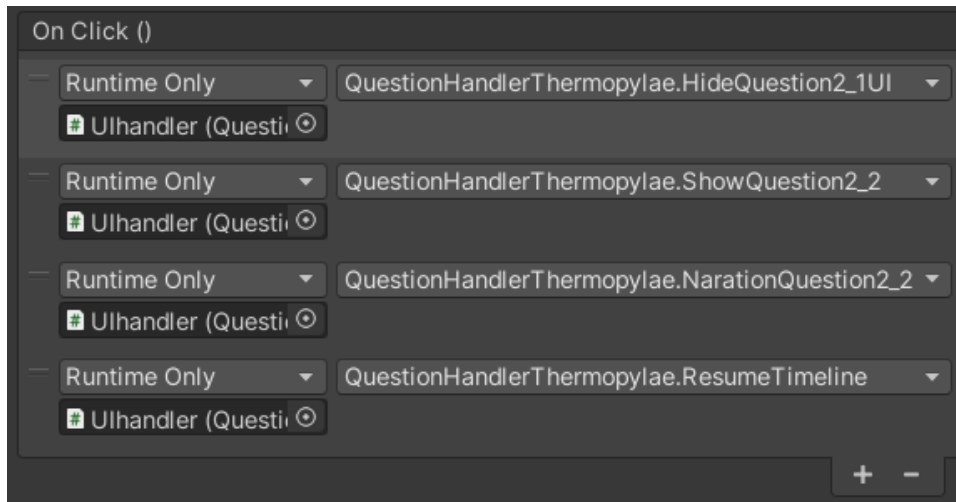 On Click ()
Runtime Only QuestionHandlerThermopylae.HideQuestion2_1UI
# UIhandler (Questi
Runtime Only QuestionHandlerThermopylae.ShowQuestion2_2
# UIhandler (Questi
Runtime Only QuestionHandlerThermopylae.NarationQuestion2_2
# UIhandler (Questi
Runtime Only QuestionHandlerThermopylae.ResumeTimeline
# UIhandler (Questi
+ −